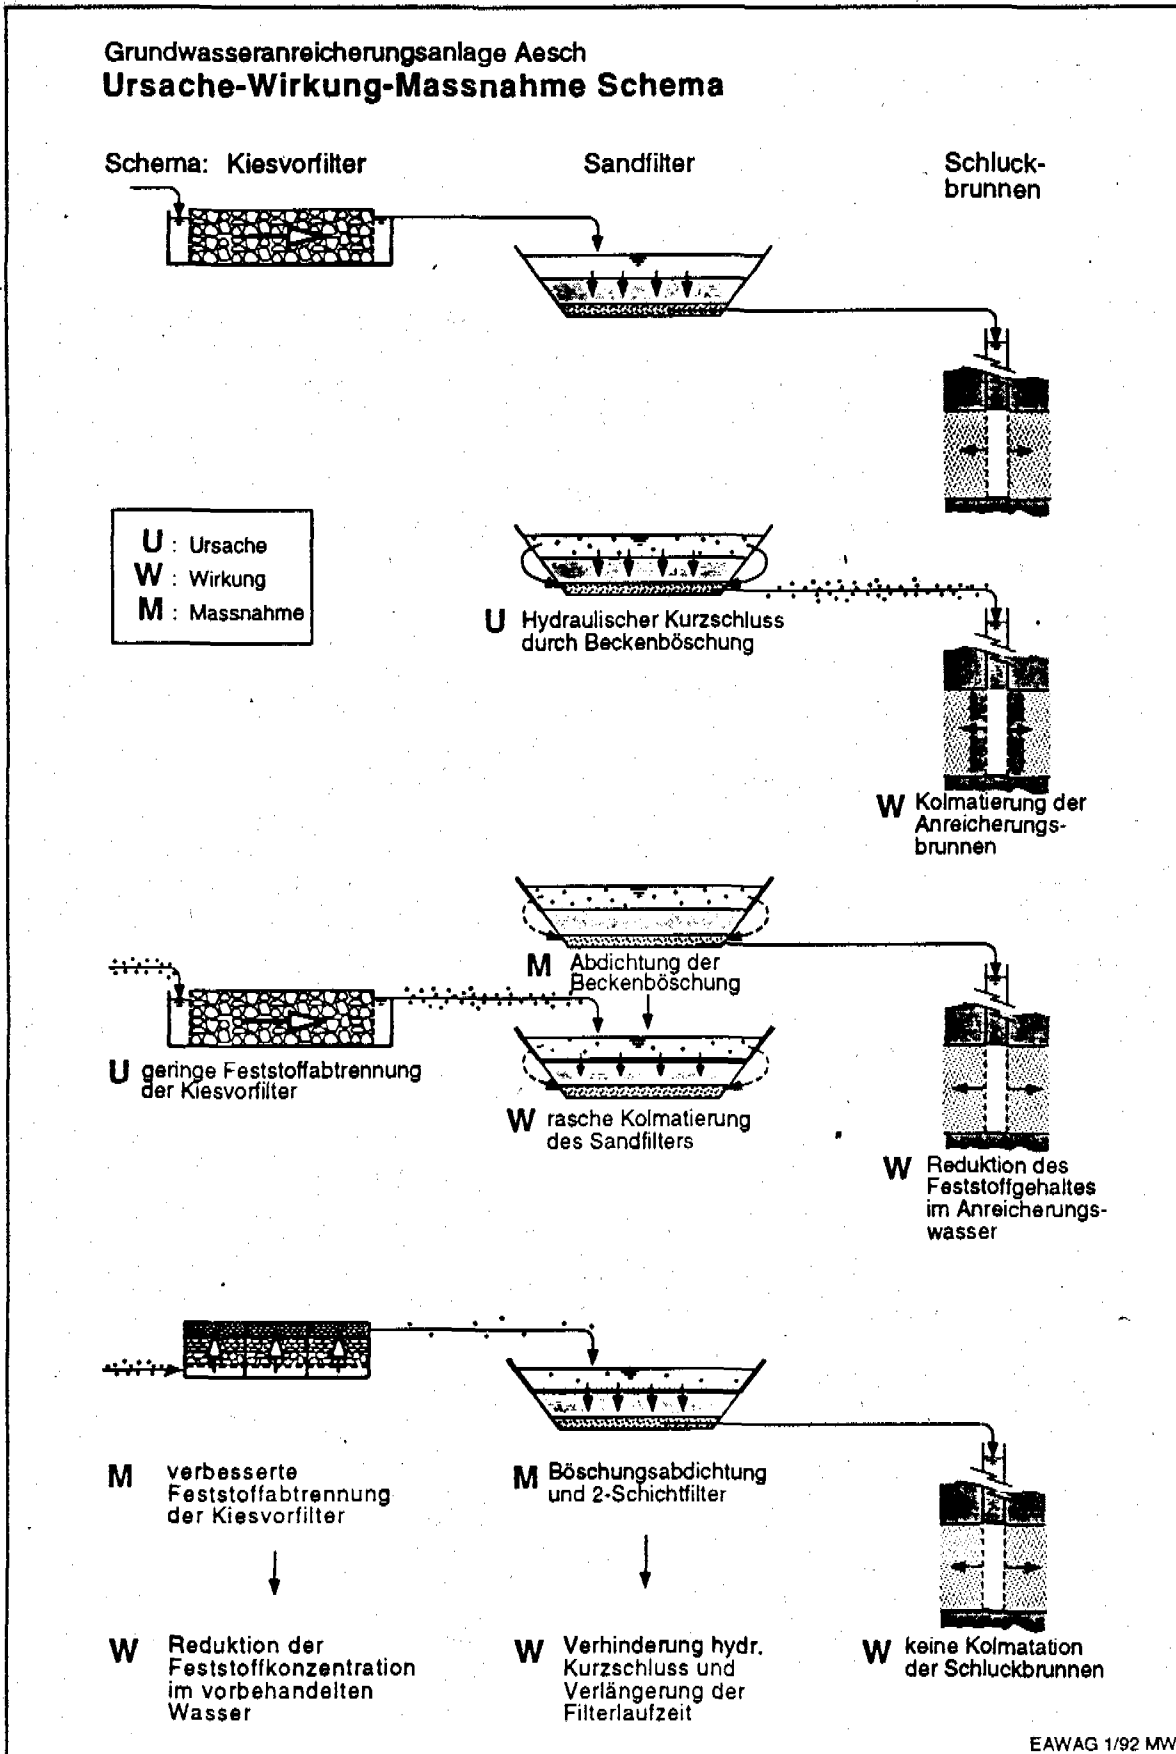 Grundwasseranreicherungsanlage Aesch
Ursache-Wirkung-Massnahme Schema
Schema: Kiesvorfilter
Sandfilter
Schluck-
brunnen
U : Ursache
W : Wirkung
M : Massnahme
U Hydraulischer Kurzschluss
durch Beckenböschung
W Kolmatierung der
Anreicherungs-
brunnen
M Abdichtung der
Beckenböschung
U geringe Feststoffabtrennung
der Kiesvorfilter
W rasche Kolmatierung
des Sandfilters
W Reduktion des
Feststoffgehaltes
im Anreicherungs-
wasser
M verbesserte
Feststoffabtrennung
der Kiesvorfilter
M Böschungsabdichtung
und 2-Schichtfilter
W Reduktion der
Feststoffkonzentration
im vorbehandelten
Wasser
W Verhinderung hydr.
Kurzschluss und
Verlängerung der
Filterlaufzeit
W keine Kolmatation
der Schluckbrunnen
EAWAG 1/92 MW